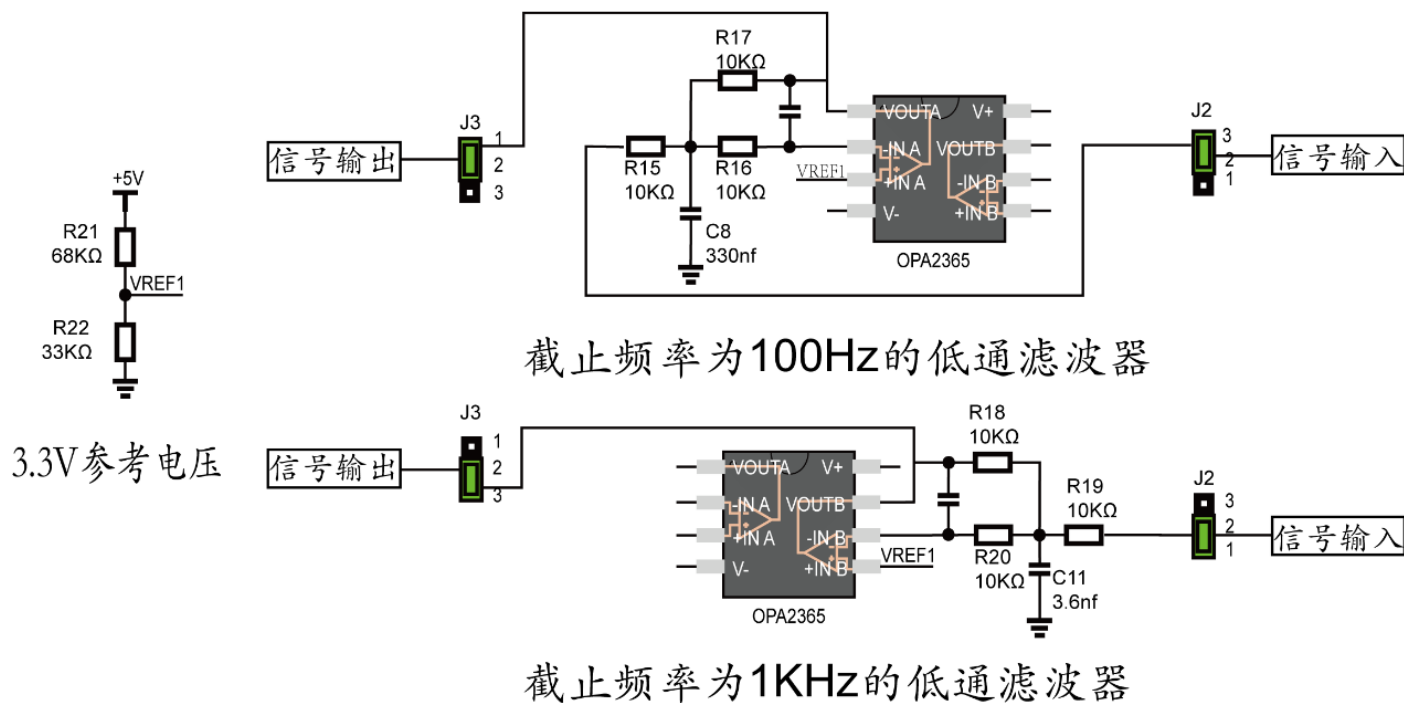 R17
10KΩ
J3
VOUTA
V+
J2
信号输出
1
2
3
-IN A
VOUTB
3
2
1
信号输入
+5V
R15
10KΩ
R16
10KΩ
VREF1
+IN A
-IN B
V-
+IN B
R21
68KΩ
C8
330nf
OPA2365
VREF1
R22
33KΩ
截止频率为100Hz的低通滤波器
J3
R18
10KΩ
3.3V参考电压
信号输出
1
2
3
VOUTA
V+
-IN A
VOUTB
R19
10KΩ
J2
3
2
1
信号输入
+IN A
-IN B
V-
+IN B
VREF1
R20
10KΩ
C11
3.6nf
OPA2365
截止频率为1KHz的低通滤波器